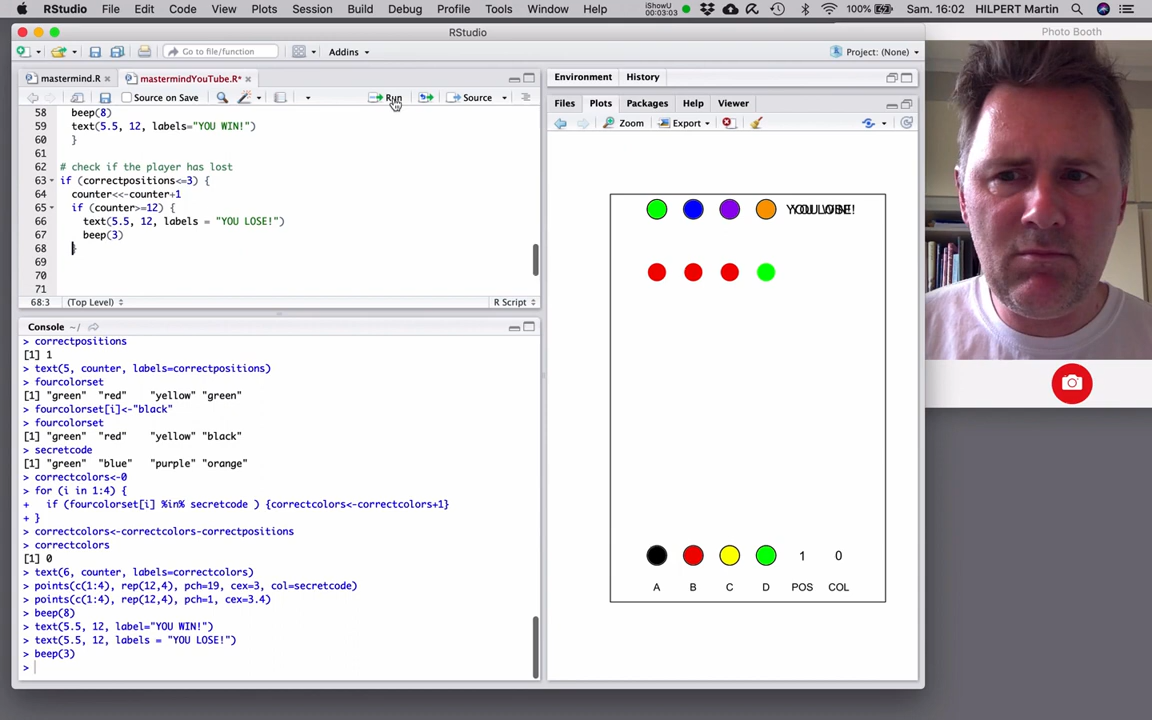 RStudio File Edit Code View Plots Session Build Debug Profile Tools Window Help
iShowU
00:03:03
100% Sam. 16:02 HILPERT Martin
RStudio
Photo Booth
Go to file/function
Addins
Project: (None)
mastermind.R
mastermindYouTube.R*
Source on Save
Run
Source
58 beep(8)
59 text(5.5, 12, labels="YOU WIN!")
60 }
61
62 # check if the player has lost
63 if (correctpositions<=3) {
64 counter<<-counter+1
65 if (counter>=12) {
66 text(5.5, 12, labels = "YOU LOSE!")
67 beep(3)
68 }
69
70
71
68:3 (Top Level) R Script
Console ~/
> correctpositions
[1] 1
> text(5, counter, labels=correctpositions)
> fourcolorset
[1] "green" "red" "yellow" "green"
> fourcolorset[i]<-"black"
> fourcolorset
[1] "green" "red" "yellow" "black"
> secretcode
[1] "green" "blue" "purple" "orange"
> correctcolors<-0
> for (i in 1:4) {
+ if (fourcolorset[i] %in% secretcode ) {correctcolors<-correctcolors+1}
+ }
> correctcolors<-correctcolors-correctpositions
> correctcolors
[1] 0
> text(6, counter, labels=correctcolors)
> points(c(1:4), rep(12,4), pch=19, cex=3, col=secretcode)
> points(c(1:4), rep(12,4), pch=1, cex=3.4)
> beep(8)
> text(5.5, 12, label="YOU WIN!")
> text(5.5, 12, labels = "YOU LOSE!")
> beep(3)
>
Environment History
Files Plots Packages Help Viewer
Zoom Export
1 0
A B C D POS COL